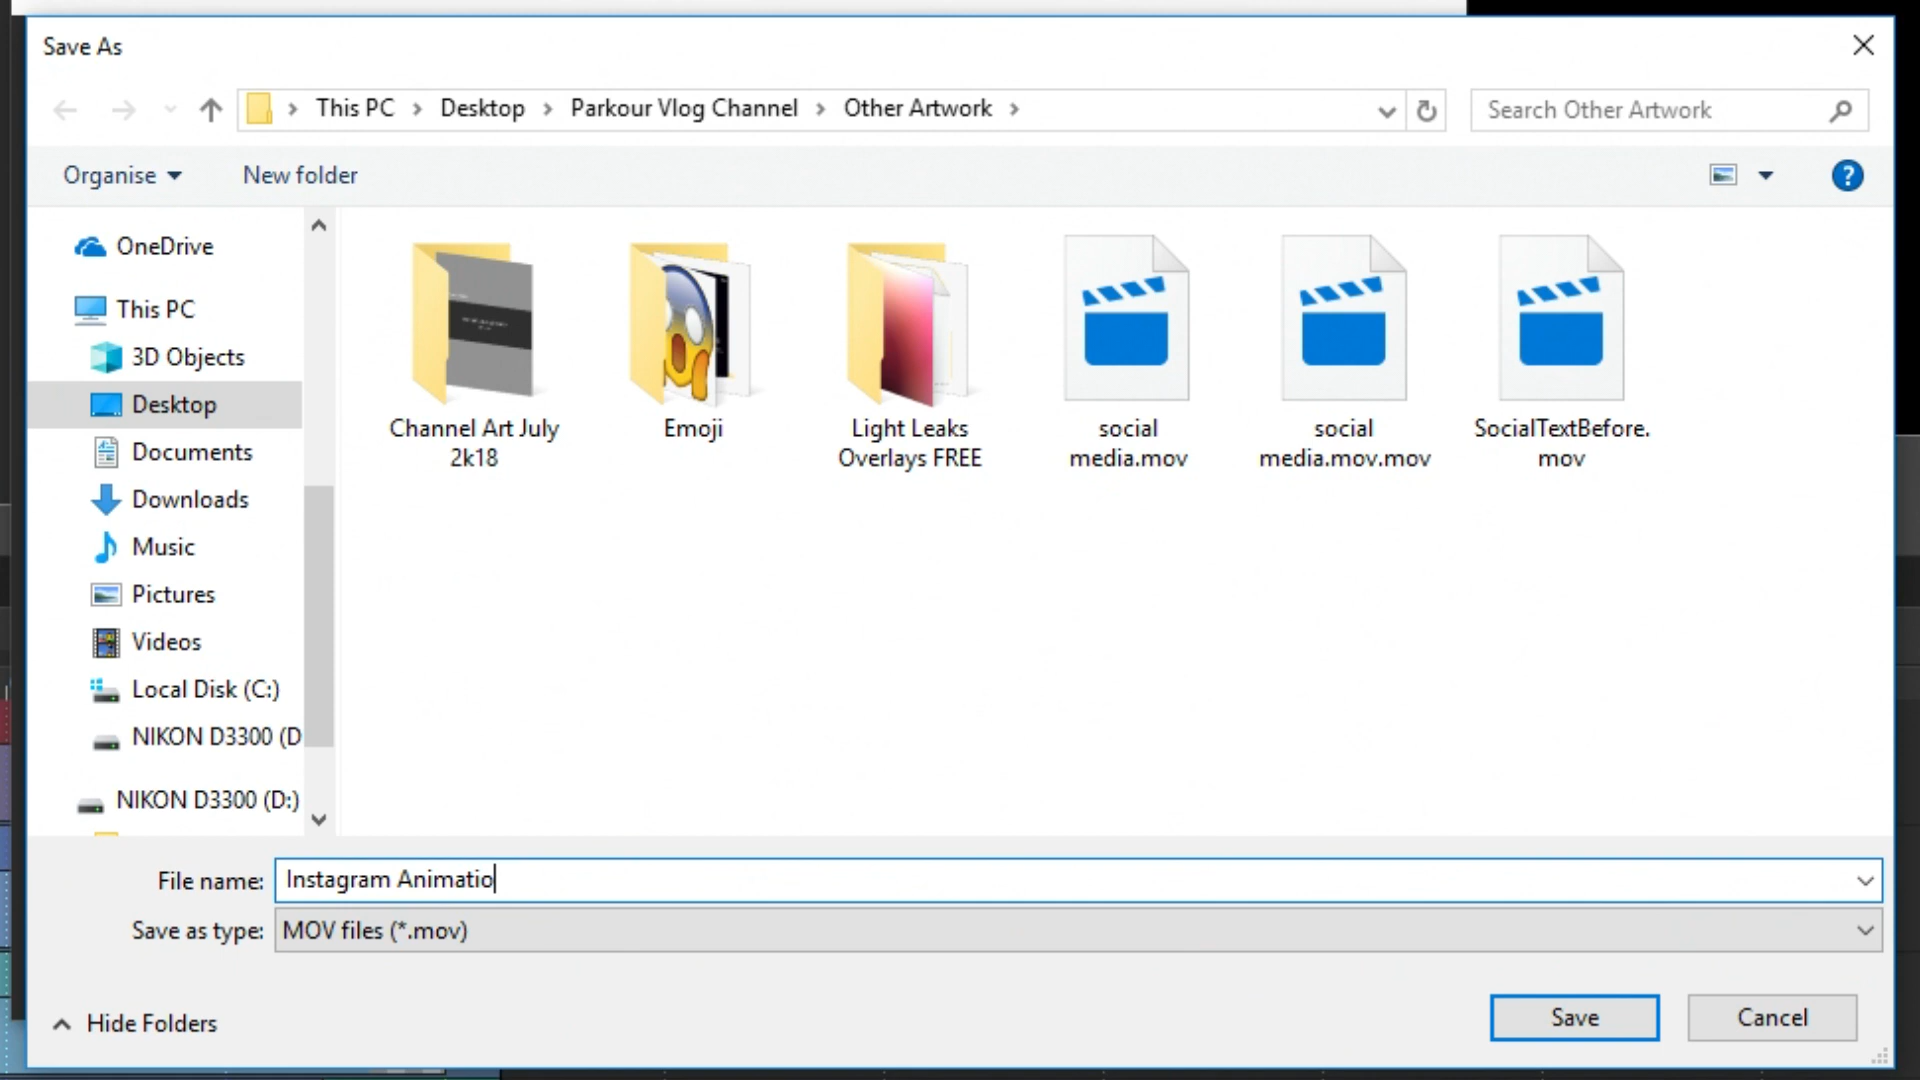 Save As
This PC > Desktop > Parkour Vlog Channel > Other Artwork >
Search Other Artwork
Organise
New folder
?
OneDrive
This PC
3D Objects
Desktop
Documents
Downloads
Music
Pictures
Videos
Local Disk (C:)
NIKON D3300 (D
NIKON D3300 (D:)
Channel Art July
2k18
Emoji
Light Leaks
Overlays FREE
social
media.mov
social
media.mov.mov
SocialTextBefore.
mov
File name: Instagram Animatio
Save as type: MOV files (*.mov)
Hide Folders
Save
Cancel